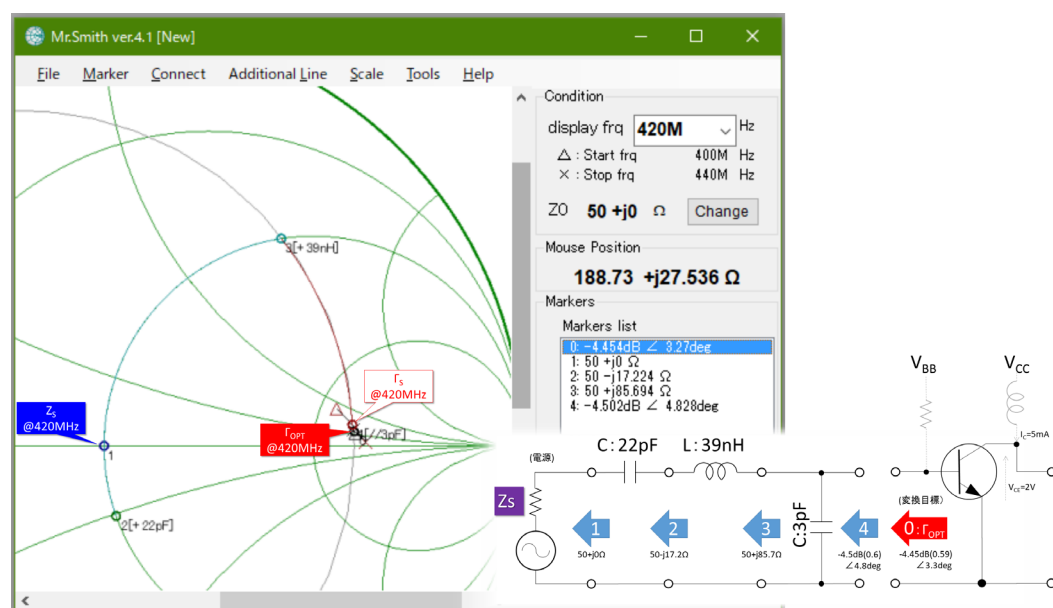 Mr.Smith ver.4.1 [New]
File Marker Connect Additional Line Scale Tools Help
Condition
display frq 420M Hz
△ : Start frq 400M Hz
× : Stop frq 440M Hz
Z0 50 +j0 Ω Change
Mouse Position
188.73 +j27.536 Ω
Markers
Markers list
0: -4.454dB ∠ 3.27deg
1: 50 +j0 Ω
2: 50 -j17.224 Ω
3: 50 +j85.694 Ω
4: -4.502dB ∠ 4.828deg
3[+39nH]
ΓS
@420MHz
ZS
@420MHz
ΓOPT
@420MHz
4[//3pF]
1
2[+22pF]
VBB
VCC
IC=5mA
VCE=2V
C:22pF
L:39nH
(電源)
Zs
C:3pF
(変換目標)
1
2
3
4
0:ΓOPT
50+j0Ω
50-j17.2Ω
50+j85.7Ω
-4.5dB(0.6)
∠4.8deg
-4.45dB(0.59)
∠3.3deg